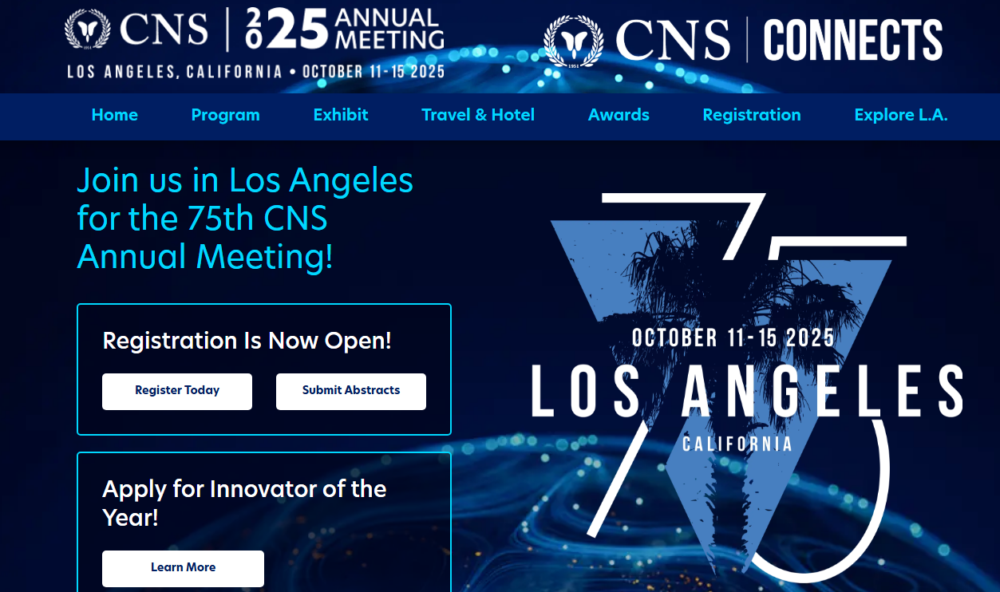 CNS
2025 ANNUAL MEETING
LOS ANGELES, CALIFORNIA • OCTOBER 11-15 2025
1951
CNS
CONNECTS
Home
Program
Exhibit
Travel & Hotel
Awards
Registration
Explore L.A.
Join us in Los Angeles
for the 75th CNS
Annual Meeting!
Registration Is Now Open!
Register Today
Submit Abstracts
Apply for Innovator of the
Year!
Learn More
75
OCTOBER 11-15 2025
LOS ANGELES
CALIFORNIA